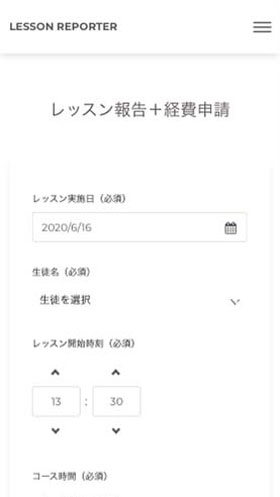 LESSON REPORTER
レッスン報告＋経費申請
レッスン実施日（必須）
2020/6/16
生徒名（必須）
生徒を選択
レッスン開始時刻（必須）
13 : 30
コース時間（必須）